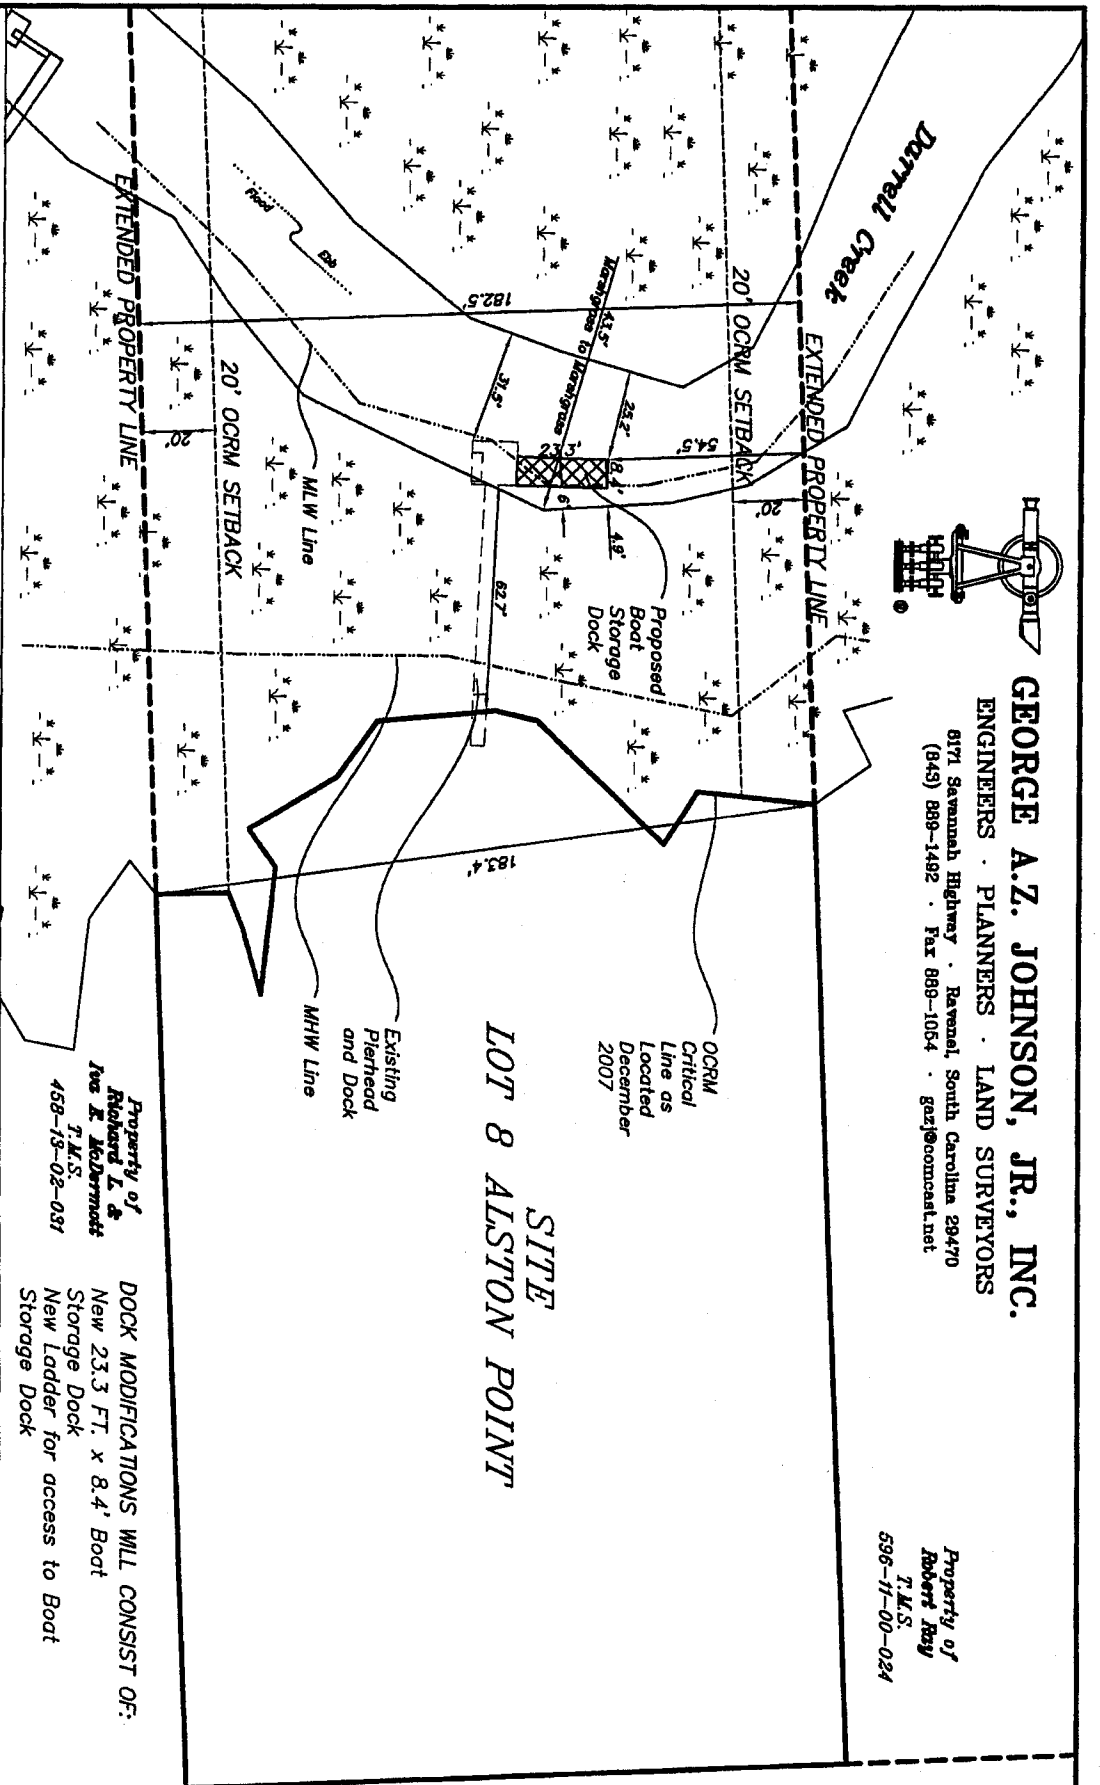 GEORGE A.Z. JOHNSON, JR., INC.
ENGINEERS · PLANNERS · LAND SURVEYORS
8171 Savannah Highway · Ravenel, South Carolina 29470
(843) 889-1492 · Fax 889-1054 · gazj@comcast.net
Property of
Robert Ray
T.M.S.
596-11-00-024
Darrell Creek
EXTENDED PROPERTY LINE
20' OCRM SETBACK
20'
54.5'
182.5'
43.5'
Marshgrass to Marshgrass
25.2'
8.4'
6'
4.9'
31.5'
62.7'
Proposed
Boat
Storage
Dock
OCRM
Critical
Line as
Located
December
2007
SITE
LOT 8 ALSTON POINT
183.4'
Existing
Pierhead
and Dock
MHW Line
MLW Line
Flood
Ebb
20' OCRM SETBACK
20'
EXTENDED PROPERTY LINE
Property of
Richard L. &
Iva K. McDermott
T.M.S.
458-13-02-031
DOCK MODIFICATIONS WILL CONSIST OF:
New 23.3 FT. x 8.4' Boat
Storage Dock
New Ladder for access to Boat
Storage Dock